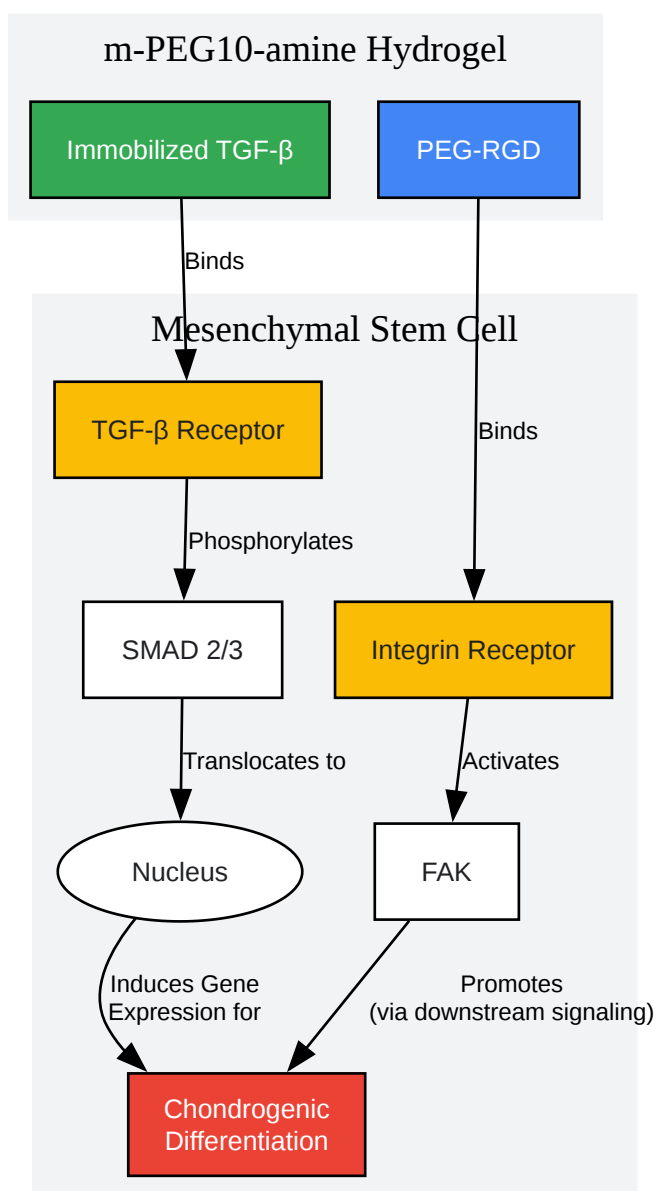 m-PEG10-amine Hydrogel
Immobilized TGF-β
PEG-RGD
Binds
Mesenchymal Stem Cell
TGF-β Receptor
Binds
Phosphorylates
SMAD 2/3
Integrin Receptor
Translocates to
Activates
Nucleus
FAK
Induces Gene
Expression for
Promotes
(via downstream signaling)
Chondrogenic
Differentiation